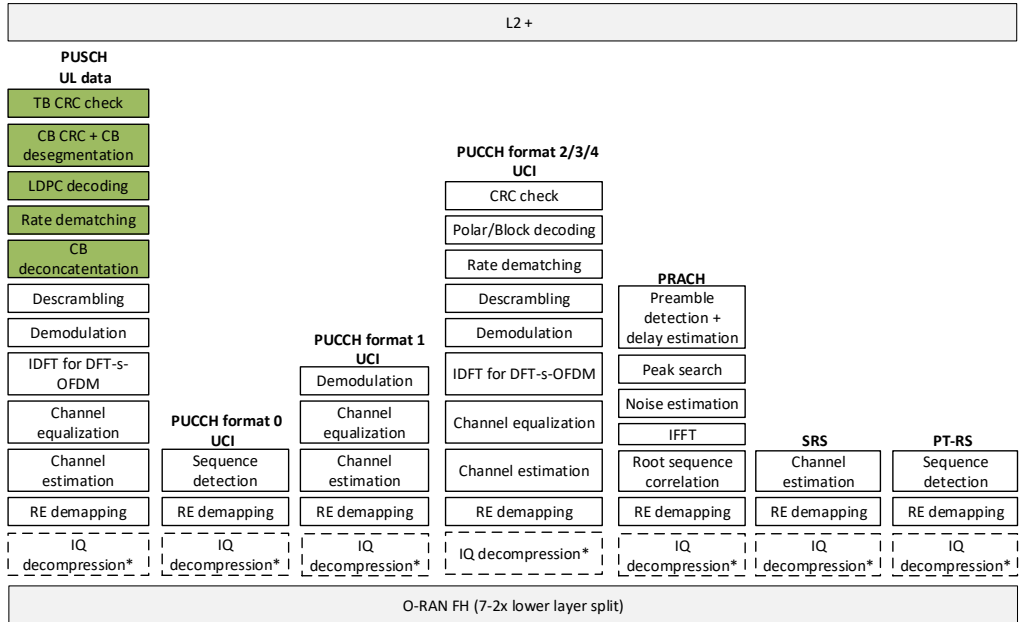 L2 +
PUSCH
UL data
TB CRC check
CB CRC + CB
desegmentation
LDPC decoding
Rate dematching
CB
deconcatentation
Descrambling
Demodulation
IDFT for DFT-s-
OFDM
Channel
equalization
Channel
estimation
RE demapping
IQ
decompression*
PUCCH format 0
UCI
Sequence
detection
RE demapping
IQ
decompression*
PUCCH format 1
UCI
Demodulation
Channel
equalization
Channel
estimation
RE demapping
IQ
decompression*
PUCCH format 2/3/4
UCI
CRC check
Polar/Block decoding
Rate dematching
Descrambling
Demodulation
IDFT for DFT-s-OFDM
Channel equalization
Channel estimation
RE demapping
IQ decompression*
PRACH
Preamble
detection +
delay estimation
Peak search
Noise estimation
IFFT
Root sequence
correlation
RE demapping
IQ
decompression*
SRS
Channel
estimation
RE demapping
IQ
decompression*
PT-RS
Sequence
detection
RE demapping
IQ
decompression*
O-RAN FH (7-2x lower layer split)